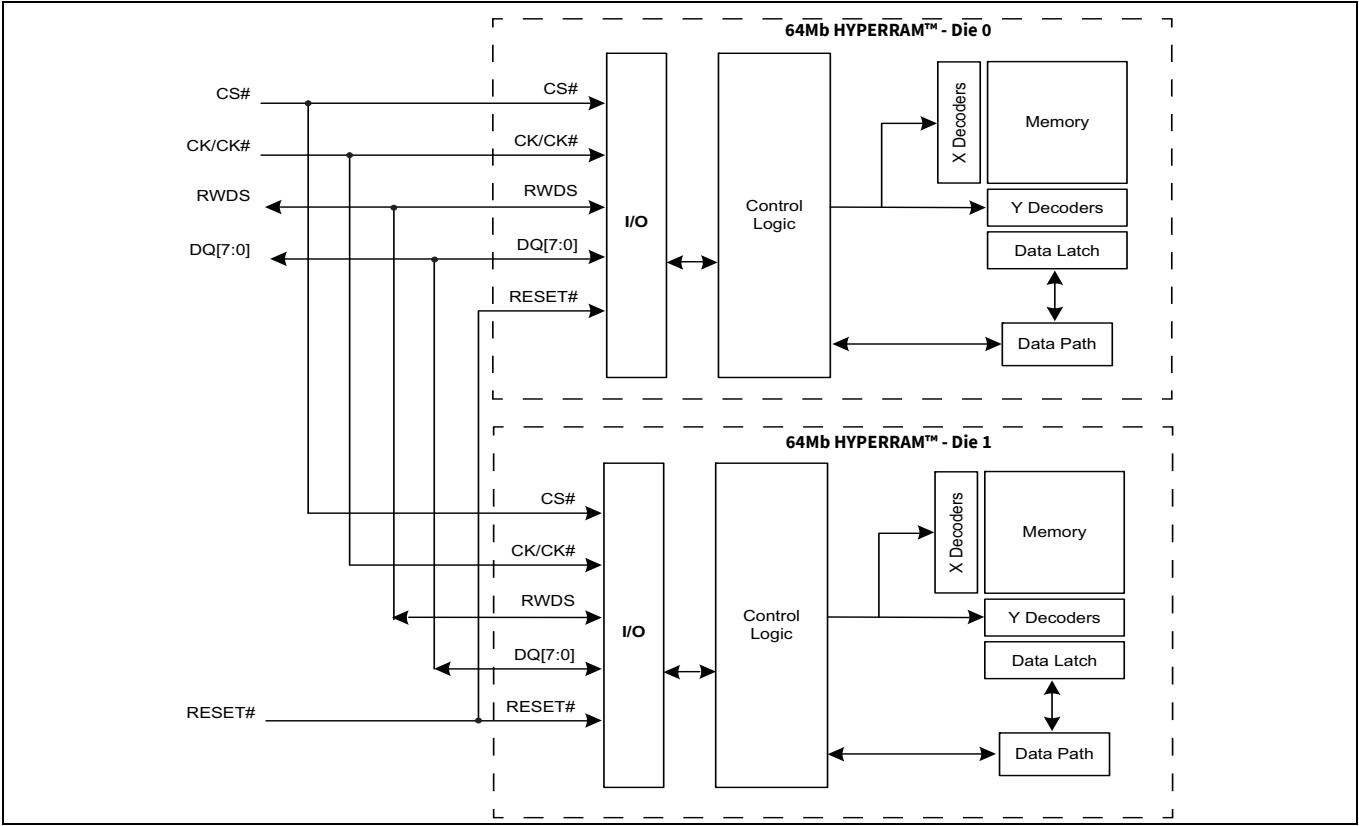 64Mb HYPERRAM™ - Die 0
CS#
CK/CK#
RWDS
DQ[7:0]
CS#
CK/CK#
RWDS
DQ[7:0]
RESET#
I/O
Control
Logic
X Decoders
Memory
Y Decoders
Data Latch
Data Path
64Mb HYPERRAM™ - Die 1
CS#
CK/CK#
RWDS
DQ[7:0]
RESET#
RESET#
I/O
Control
Logic
X Decoders
Memory
Y Decoders
Data Latch
Data Path